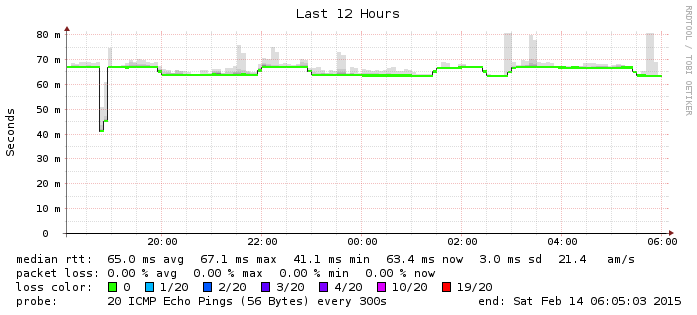 Last 12 Hours
RRDTOOL / TOBI OETIKER
Seconds
80 m
70 m
60 m
50 m
40 m
30 m
20 m
10 m
0
20:00 22:00 00:00 02:00 04:00 06:00
median rtt: 65.0 ms avg 67.1 ms max 41.1 ms min 63.4 ms now 3.0 ms sd 21.4 am/s
packet loss: 0.00 % avg 0.00 % max 0.00 % min 0.00 % now
loss color: 0 1/20 2/20 3/20 4/20 10/20 19/20
probe: 20 ICMP Echo Pings (56 Bytes) every 300s end: Sat Feb 14 06:05:03 2015